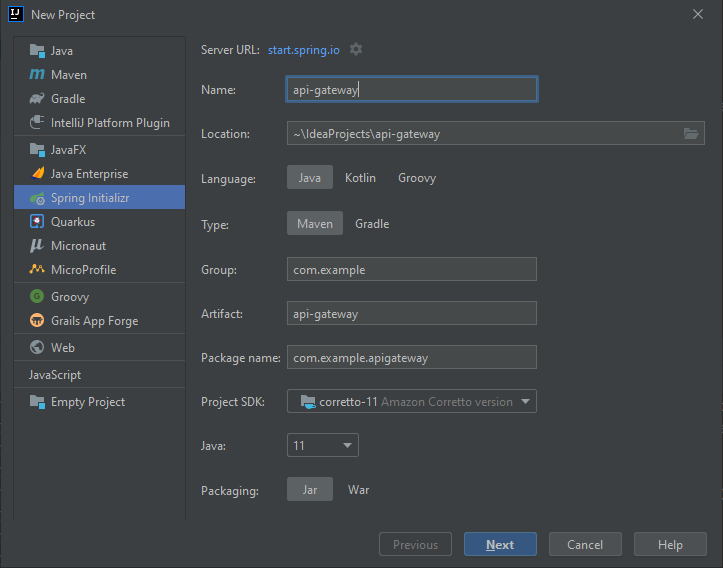 New Project
Java
Maven
Gradle
IntelliJ Platform Plugin
JavaFX
Java Enterprise
Spring Initializr
Quarkus
Micronaut
MicroProfile
Groovy
Grails App Forge
Web
JavaScript
Empty Project
Server URL: start.spring.io
Name: api-gateway
Location: ~\IdeaProjects\api-gateway
Language: Java Kotlin Groovy
Type: Maven Gradle
Group: com.example
Artifact: api-gateway
Package name: com.example.apigateway
Project SDK: corretto-11 Amazon Corretto version
Java: 11
Packaging: Jar War
Previous Next Cancel Help